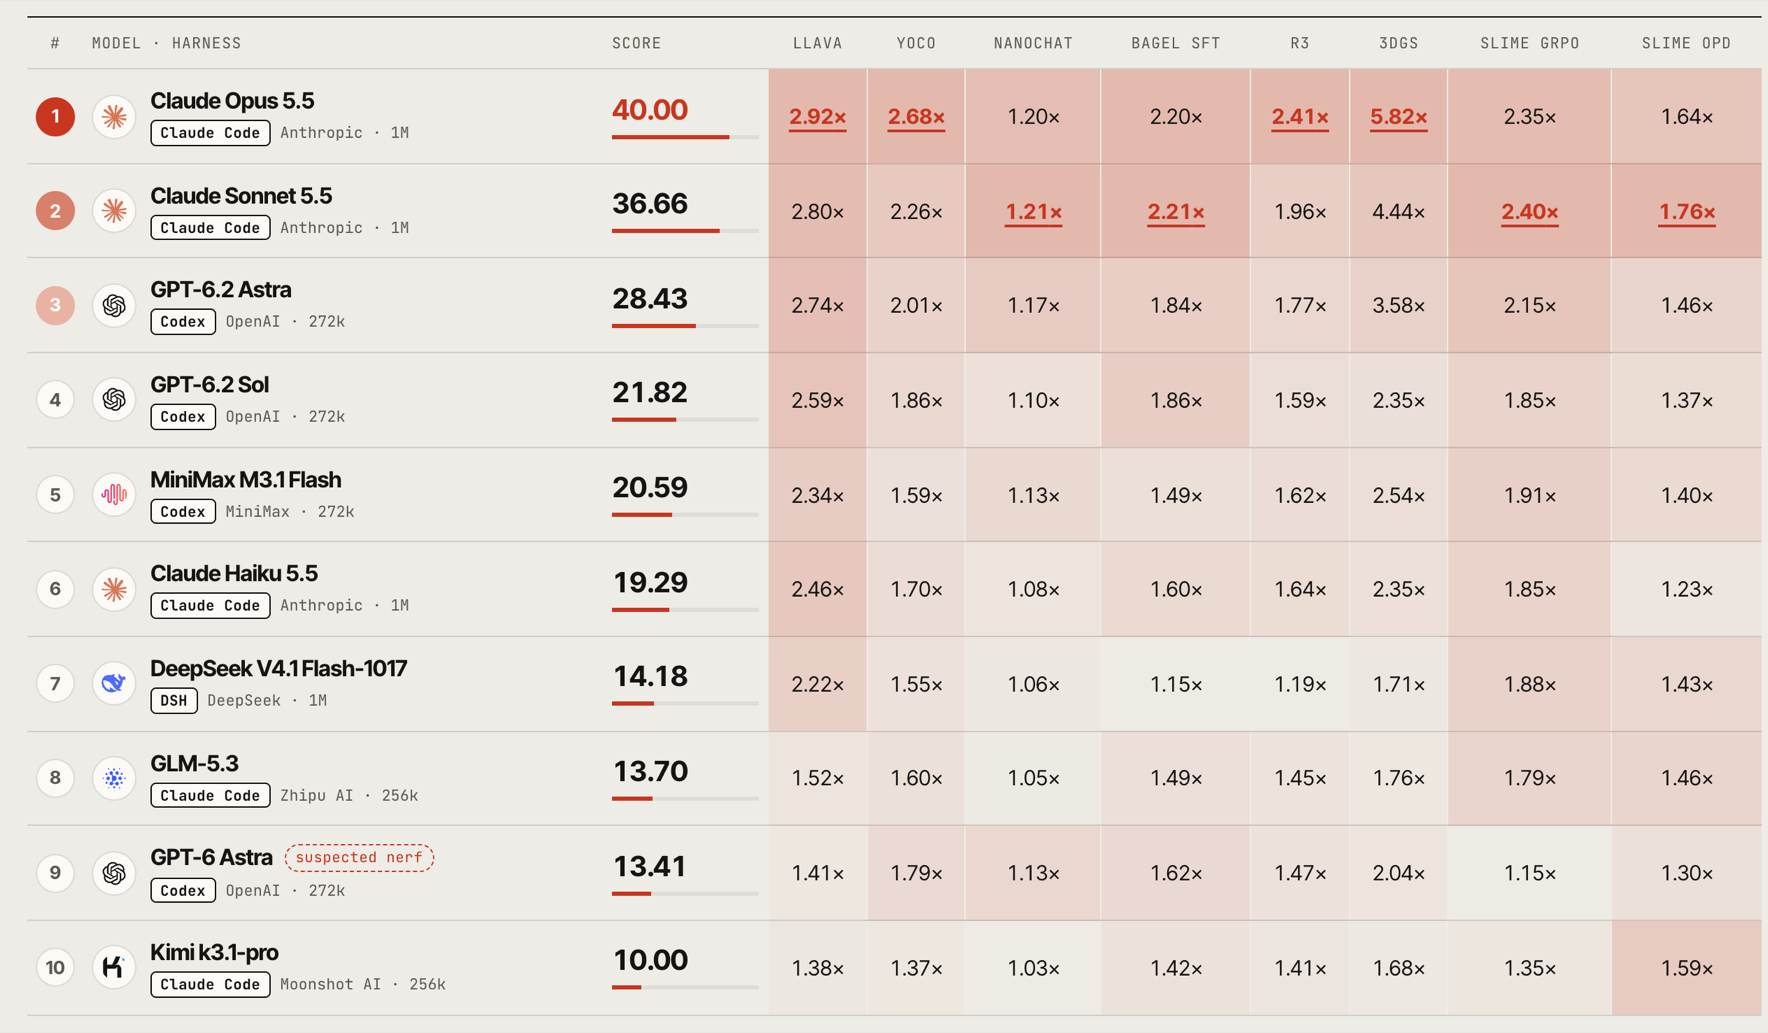 # MODEL · HARNESS SCORE LLAVA YOCO NANOCHAT BAGEL SFT R3 3DGS SLIME GRPO SLIME OPD
1 Claude Opus 5.5 40.00 2.92× 2.68× 1.20× 2.20× 2.41× 5.82× 2.35× 1.64×
Claude Code Anthropic · 1M
2 Claude Sonnet 5.5 36.66 2.80× 2.26× 1.21× 2.21× 1.96× 4.44× 2.40× 1.76×
Claude Code Anthropic · 1M
3 GPT-6.2 Astra 28.43 2.74× 2.01× 1.17× 1.84× 1.77× 3.58× 2.15× 1.46×
Codex OpenAI · 272k
4 GPT-6.2 Sol 21.82 2.59× 1.86× 1.10× 1.86× 1.59× 2.35× 1.85× 1.37×
Codex OpenAI · 272k
5 MiniMax M3.1 Flash 20.59 2.34× 1.59× 1.13× 1.49× 1.62× 2.54× 1.91× 1.40×
Codex MiniMax · 272k
6 Claude Haiku 5.5 19.29 2.46× 1.70× 1.08× 1.60× 1.64× 2.35× 1.85× 1.23×
Claude Code Anthropic · 1M
7 DeepSeek V4.1 Flash-1017 14.18 2.22× 1.55× 1.06× 1.15× 1.19× 1.71× 1.88× 1.43×
DSH DeepSeek · 1M
8 GLM-5.3 13.70 1.52× 1.60× 1.05× 1.49× 1.45× 1.76× 1.79× 1.46×
Claude Code Zhipu AI · 256k
9 GPT-6 Astra suspected nerf 13.41 1.41× 1.79× 1.13× 1.62× 1.47× 2.04× 1.15× 1.30×
Codex OpenAI · 272k
10 Kimi k3.1-pro 10.00 1.38× 1.37× 1.03× 1.42× 1.41× 1.68× 1.35× 1.59×
Claude Code Moonshot AI · 256k